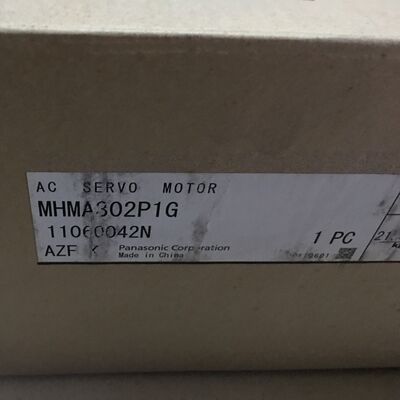 AC SERVO MOTOR
MHMA302P1G
11060042N
1 PC
AZF
Panasonic Corporation
Made in China